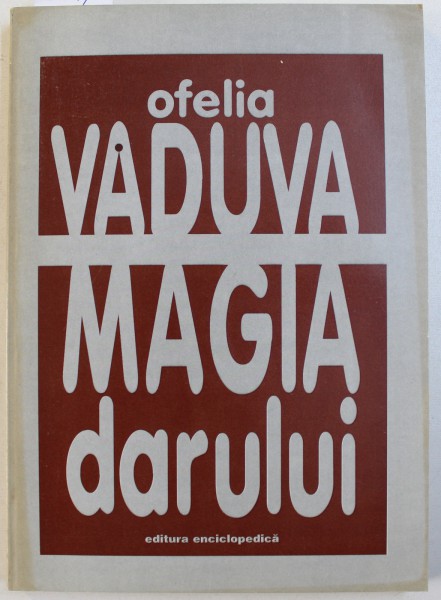 ofelia
VĂDUVA
MAGIA
darului
editura enciclopedică